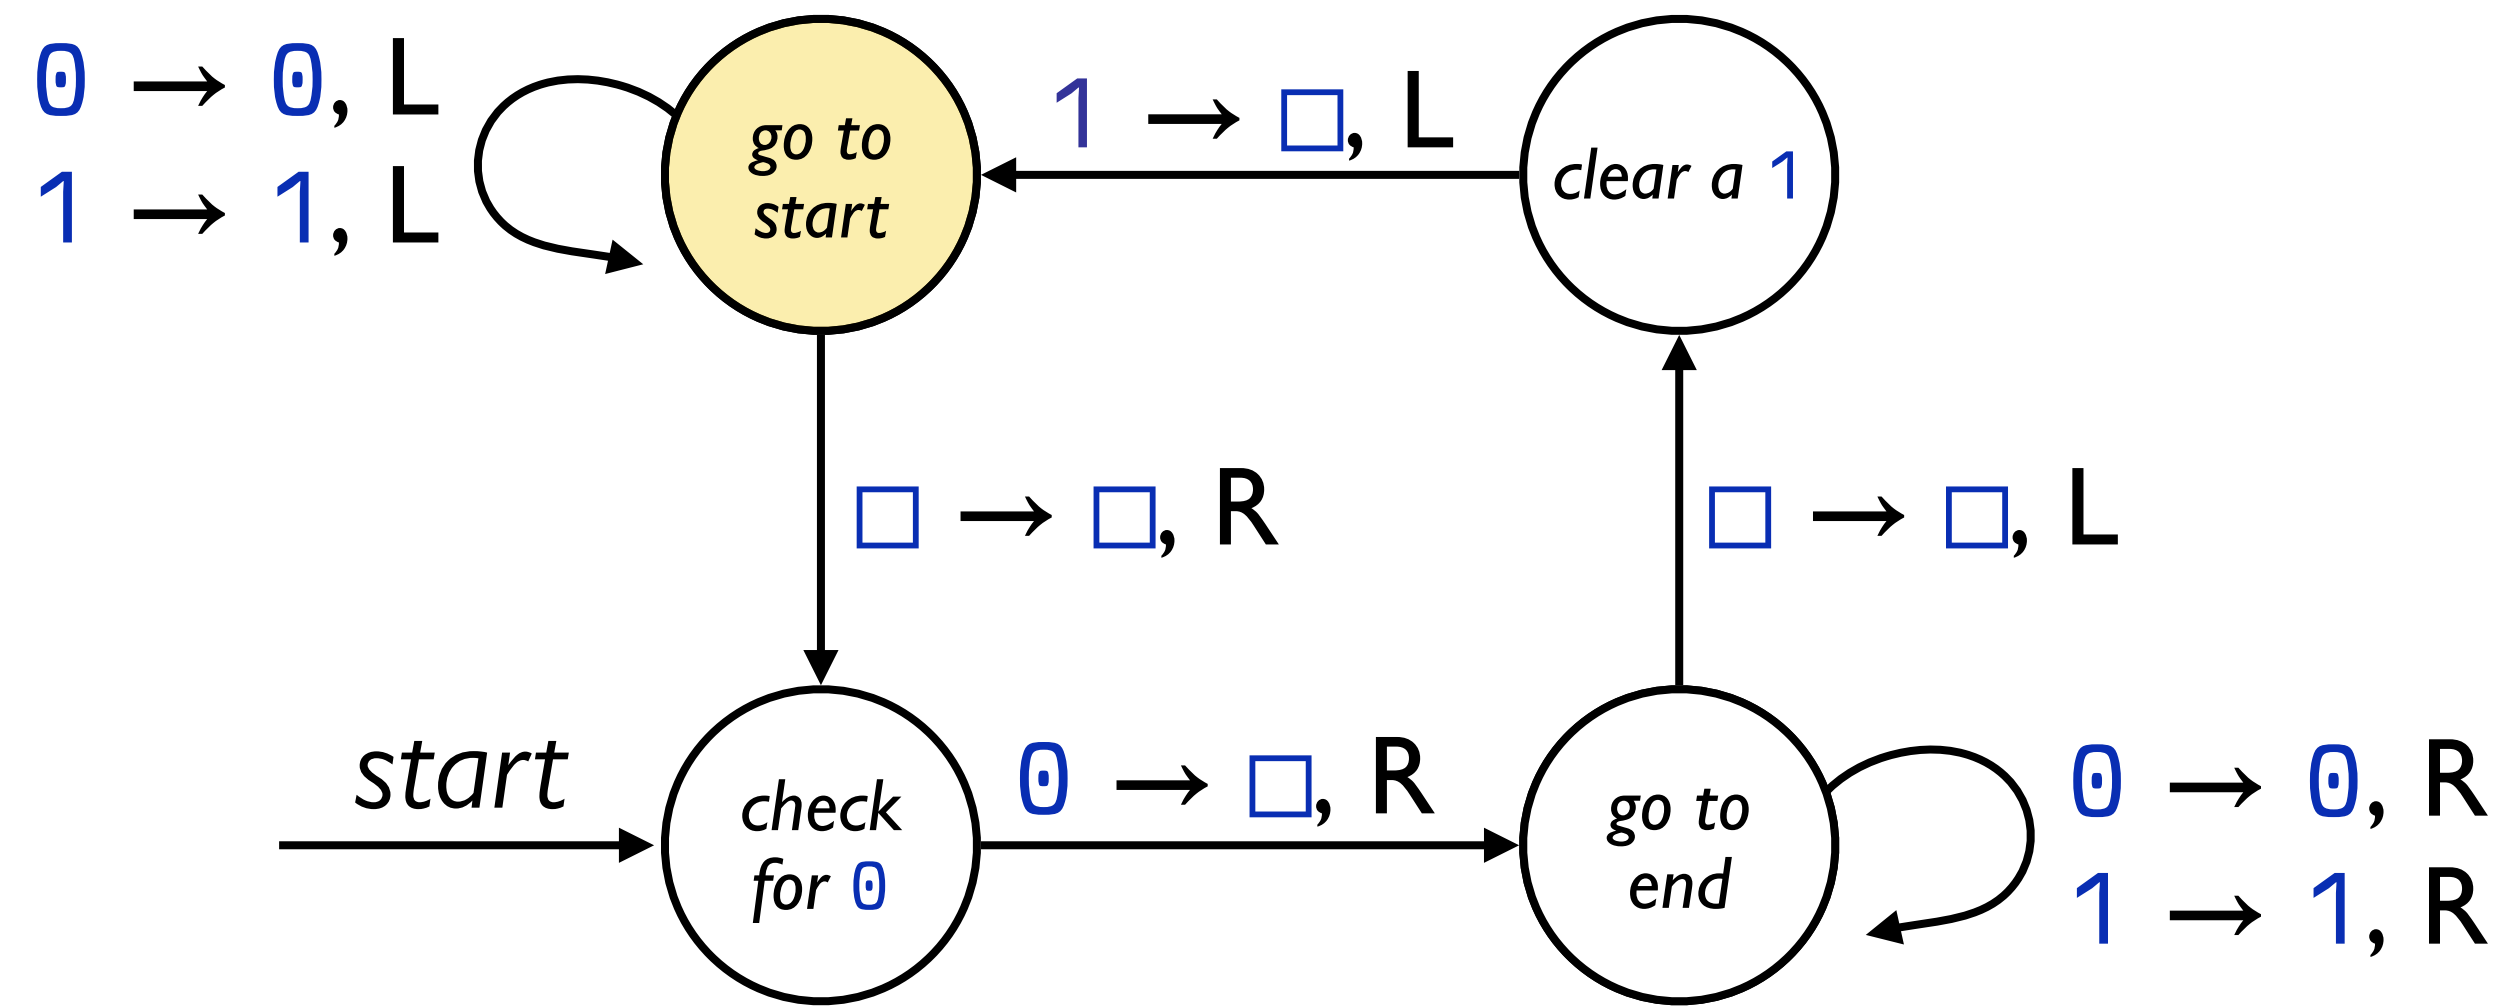 0 → 0, L
1 → 1, L
go to
start
1 → □, L
clear a 1
□ → □, R
□ → □, L
start
check
for 0
0 → □, R
go to
end
0 → 0, R
1 → 1, R